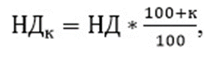 НДк = НД * (100+к)/100,